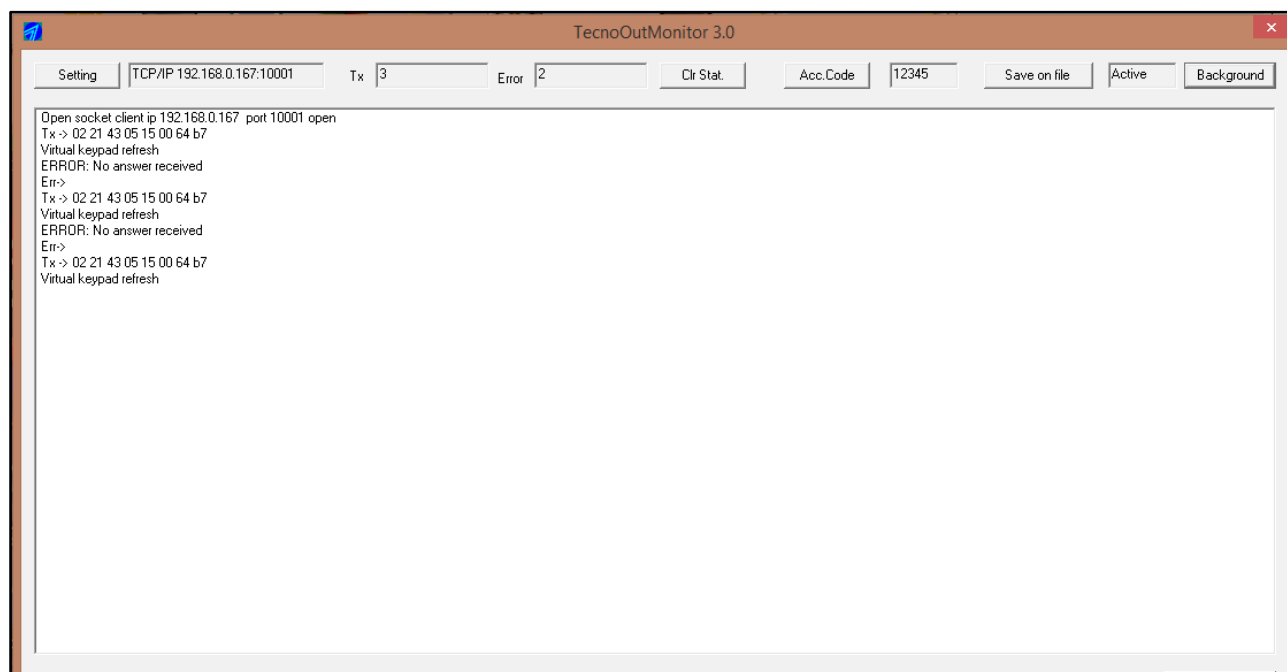 TecnoOutMonitor 3.0
Setting TCP/IP 192.168.0.167:10001 Tx 3 Error 2 Clr Stat. Acc.Code 12345 Save on file Active Background
Open socket client ip 192.168.0.167  port 10001 open
Tx -> 02 21 43 05 15 00 64 b7
Virtual keypad refresh
ERROR: No answer received
Err->
Tx -> 02 21 43 05 15 00 64 b7
Virtual keypad refresh
ERROR: No answer received
Err->
Tx -> 02 21 43 05 15 00 64 b7
Virtual keypad refresh